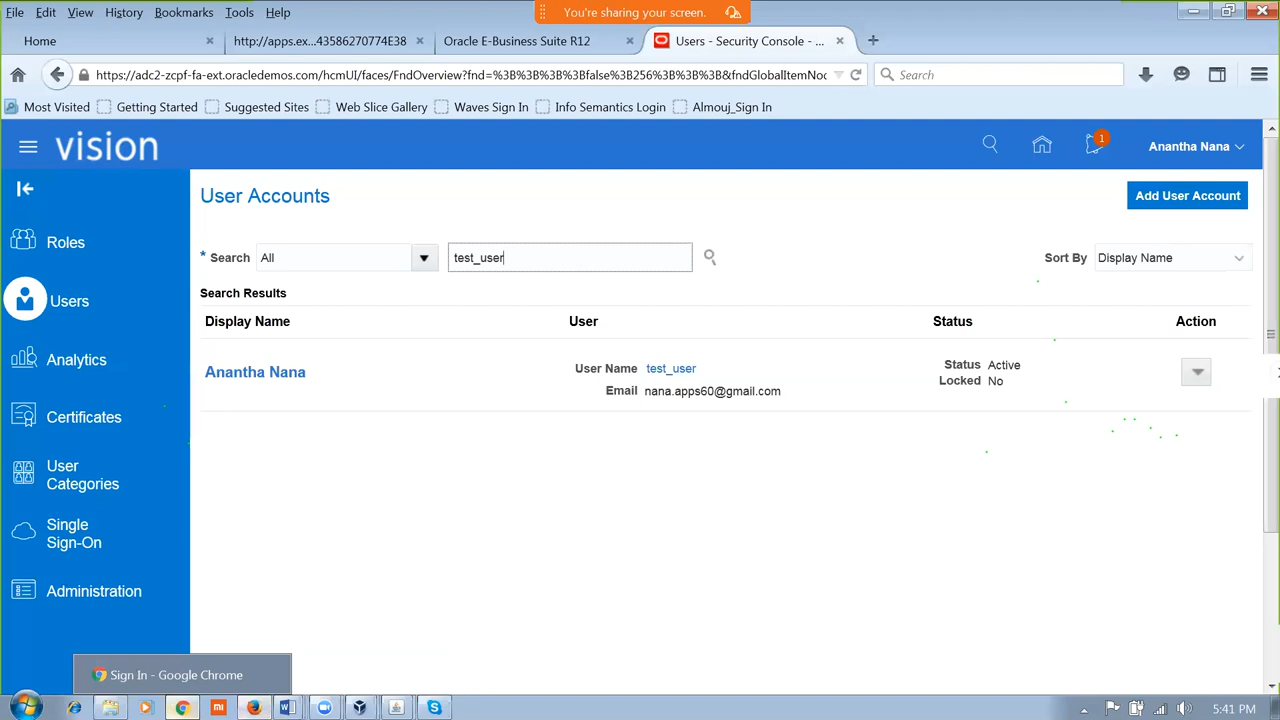 File Edit View History Bookmarks Tools Help
You're sharing your screen.
Home
http://apps.ex...43586270774E38
Oracle E-Business Suite R12
Users - Security Console - ...
https://adc2-zcpf-fa-ext.oracledemos.com/hcmUI/faces/FndOverview?fnd=%3B%3B%3B%3Bfalse%3B256%3B%3B%3B&fndGlobalItemNoc
Search
Most Visited Getting Started Suggested Sites Web Slice Gallery Waves Sign In Info Semantics Login Almouj_Sign In
vision
1
Anantha Nana
User Accounts
Add User Account
Roles
Users
Analytics
Certificates
User
Categories
Single
Sign-On
Administration
* Search All test_user
Sort By Display Name
Search Results
Display Name User Status Action
Anantha Nana
User Name test_user
Email nana.apps60@gmail.com
Status Active
Locked No
Sign In - Google Chrome
5:41 PM